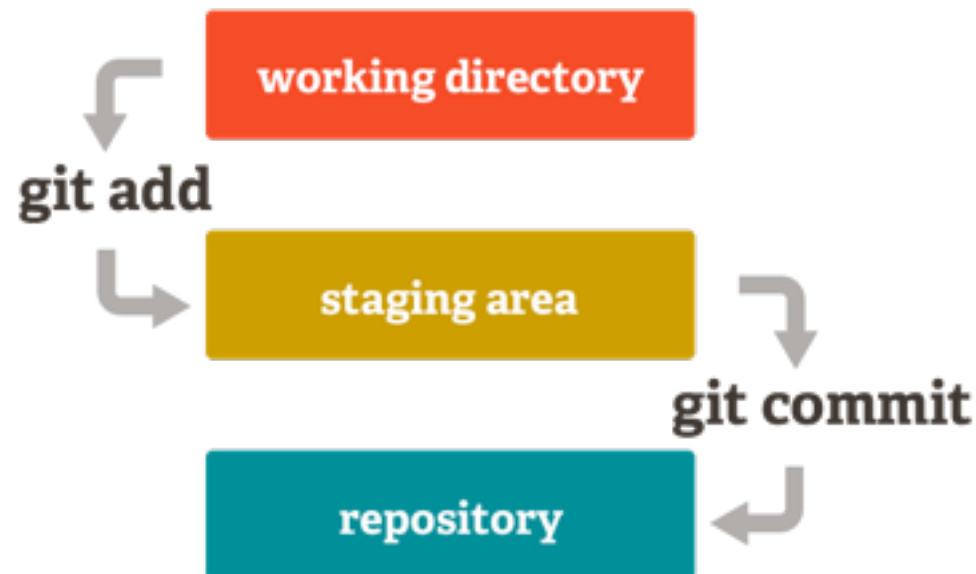 working directory
git add
staging area
git commit
repository